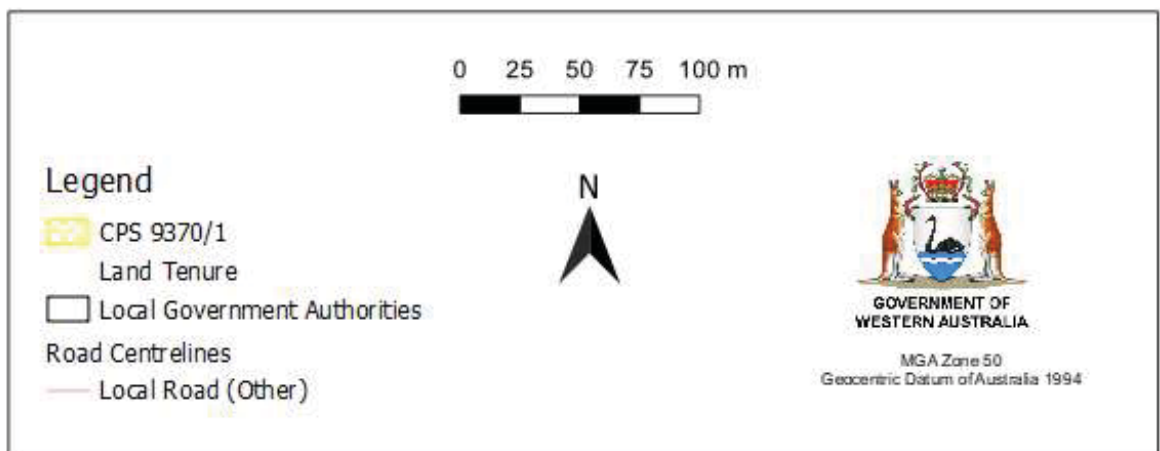 0 25 50 75 100 m
Legend
CPS 9370/1
Land Tenure
Local Government Authorities
Road Centrelines
Local Road (Other)
N
GOVERNMENT OF
WESTERN AUSTRALIA
MGA Zone 50
Geocentric Datum of Australia 1994